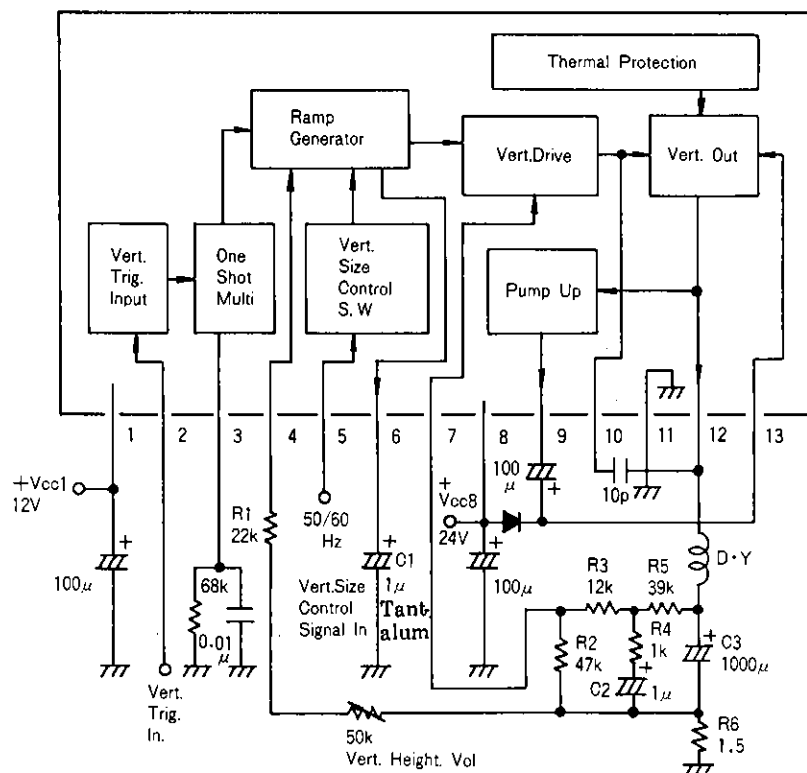 Thermal Protection
Ramp
Generator
Vert.Drive
Vert. Out
Vert.
Trig.
Input
One
Shot
Multi
Vert.
Size
Control
S.W
Pump Up
1
2
3
4
5
6
7
8
9
10
11
12
13
+Vcc1
12V
+
100μ
68k
0.01
μ
Vert.
Trig.
In.
R1
22k
50/60
Hz
Vert.Size
Control
Signal In
+
C1
1μ
Tant-
alum
+
Vcc8
24V
+
100μ
100
μ
+
10p
D·Y
R3
12k
R5
39k
R2
47k
R4
1k
+
C2
1μ
+
C3
1000μ
R6
1.5
50k
Vert. Height. Vol